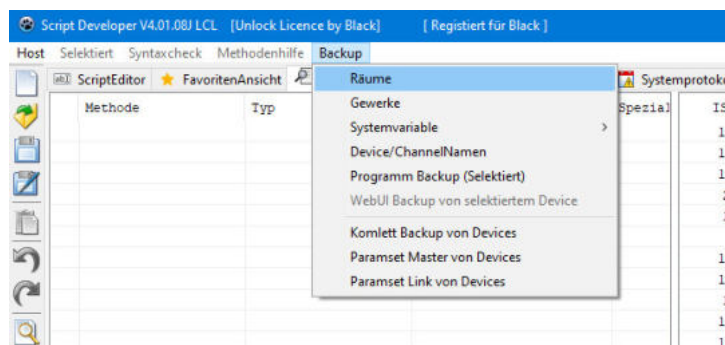 Script Developer V4.01.08J LCL [Unlock Licence by Black] [ Registiert für Black ]
Host Selektiert Syntaxcheck Methodenhilfe Backup
ScriptEditor FavoritenAnsicht
Methode Typ Spezial
Räume
Gewerke
Systemvariable
Device/ChannelNamen
Programm Backup (Selektiert)
WebUI Backup von selektiertem Device
Komlett Backup von Devices
Paramset Master von Devices
Paramset Link von Devices